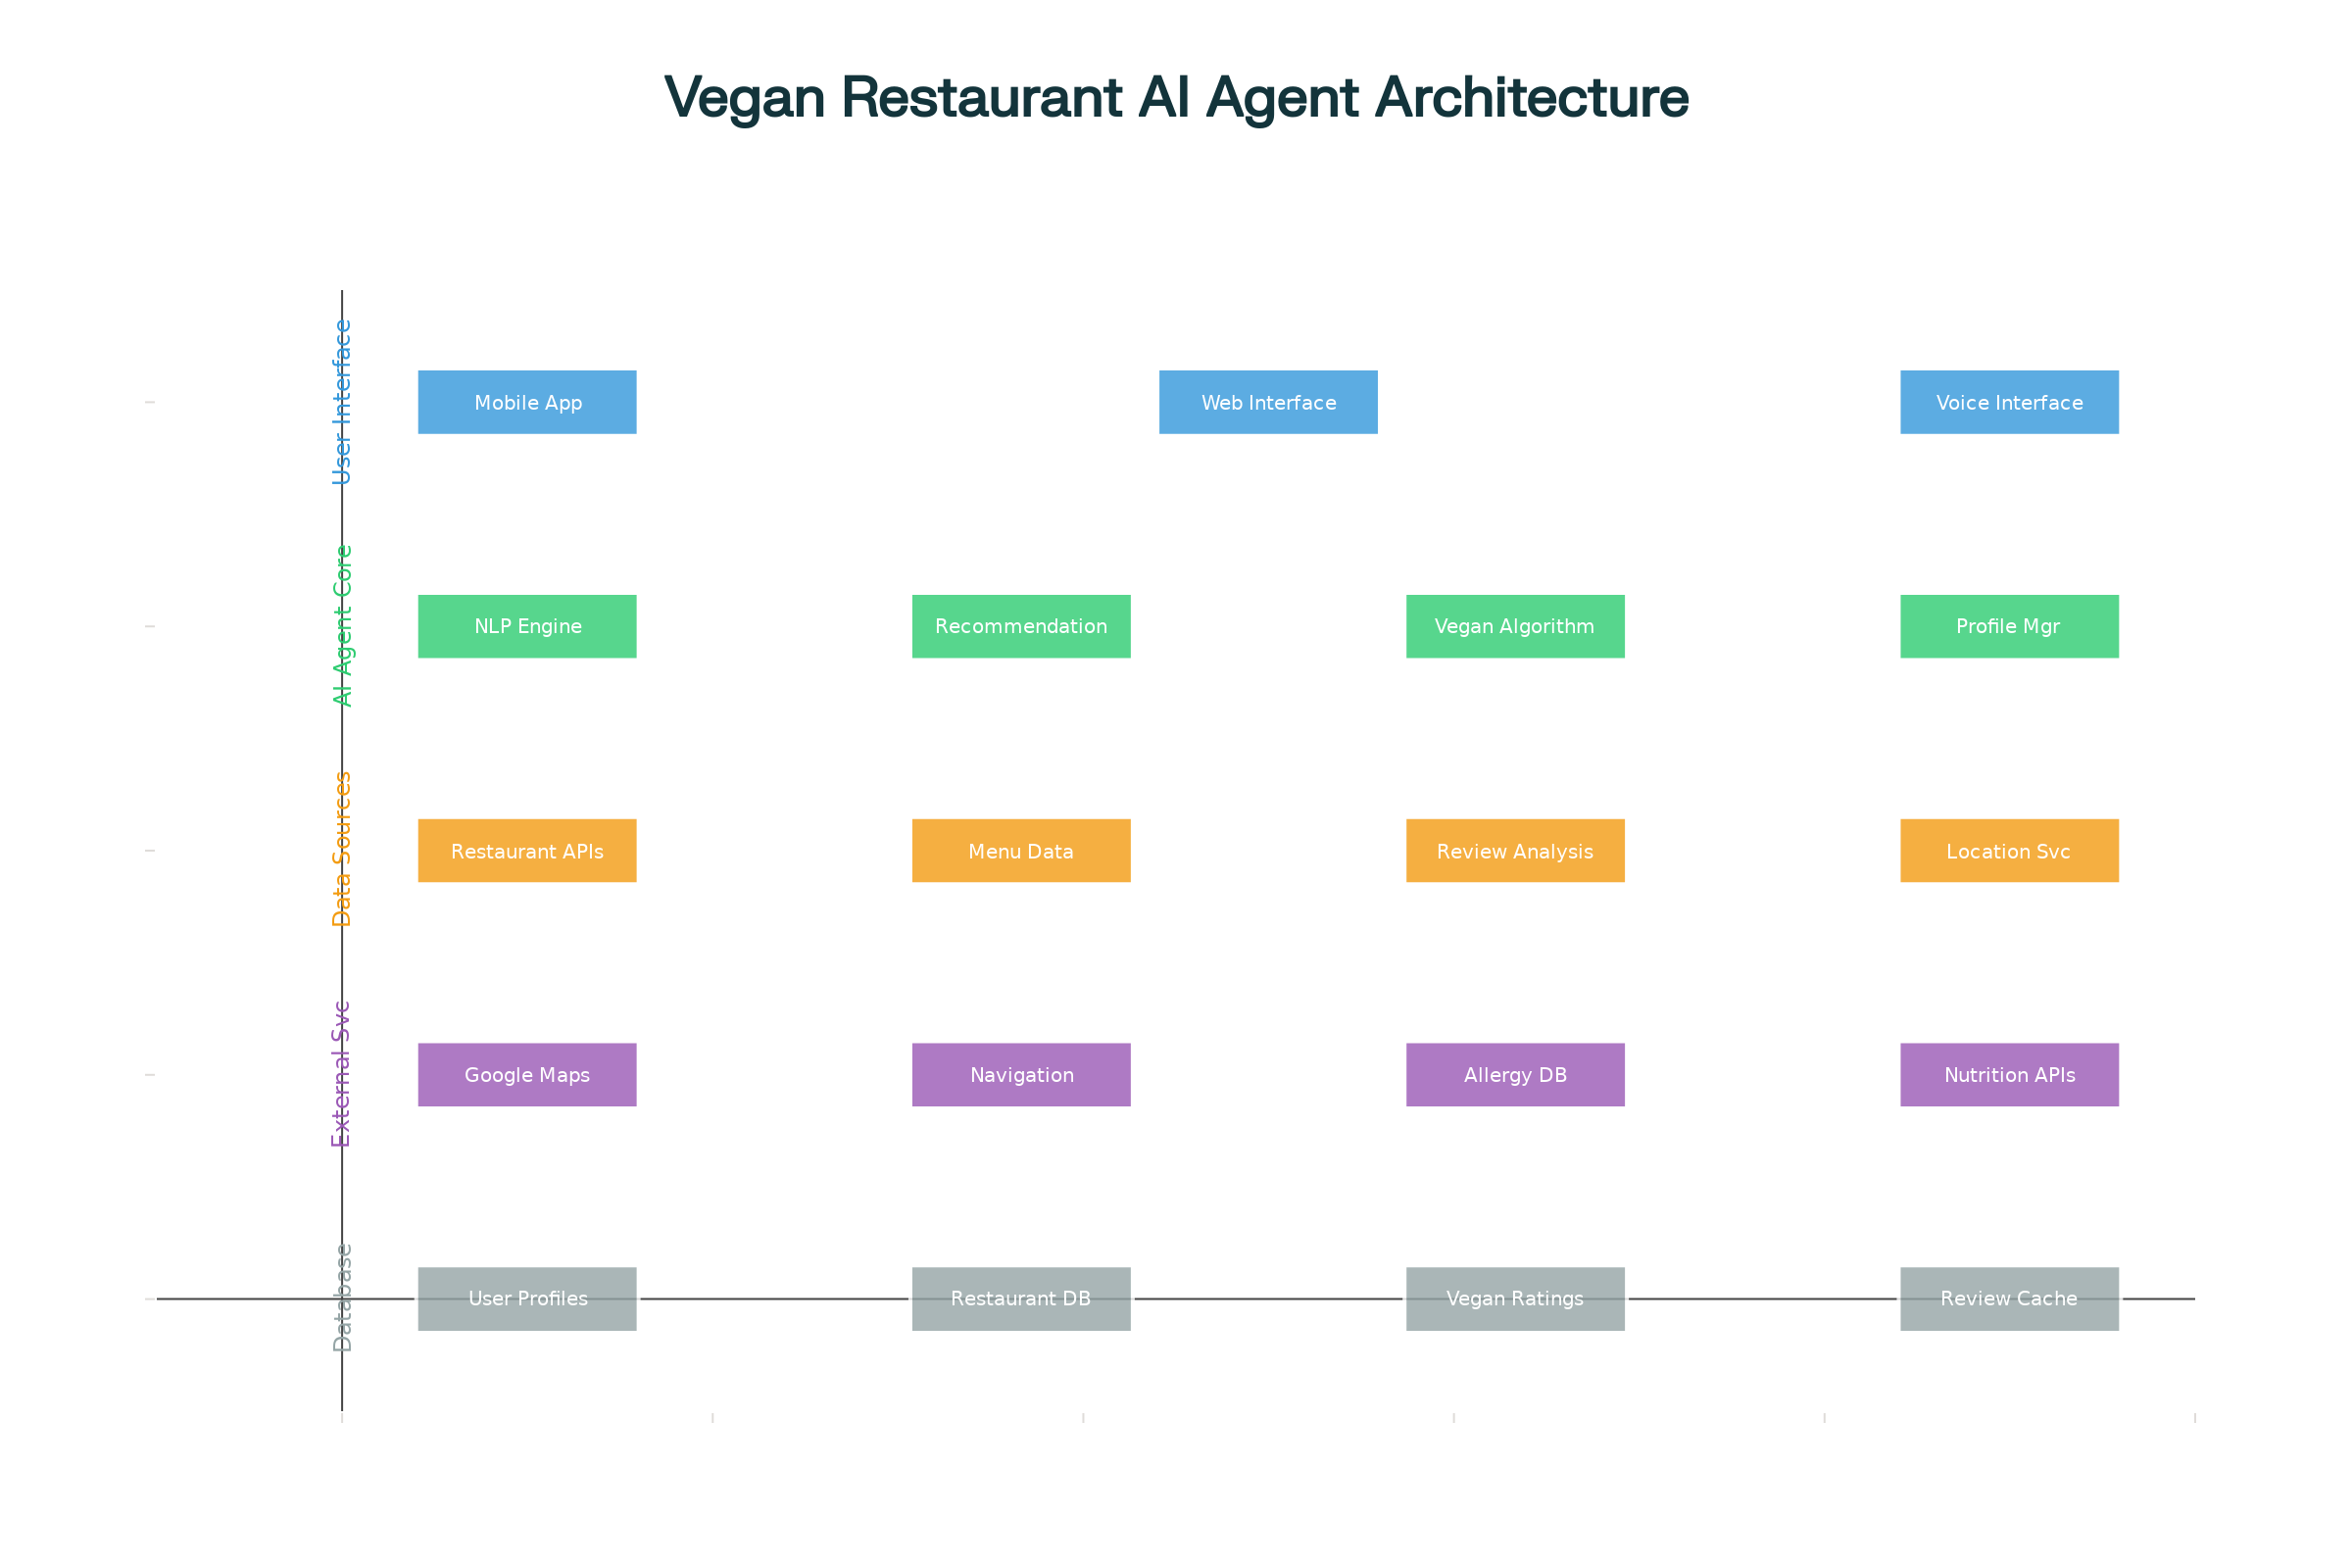 Vegan Restaurant AI Agent Architecture
User Interface
Mobile App
Web Interface
Voice Interface
AI Agent Core
NLP Engine
Recommendation
Vegan Algorithm
Profile Mgr
Data Sources
Restaurant APIs
Menu Data
Review Analysis
Location Svc
External Svc
Google Maps
Navigation
Allergy DB
Nutrition APIs
Database
User Profiles
Restaurant DB
Vegan Ratings
Review Cache